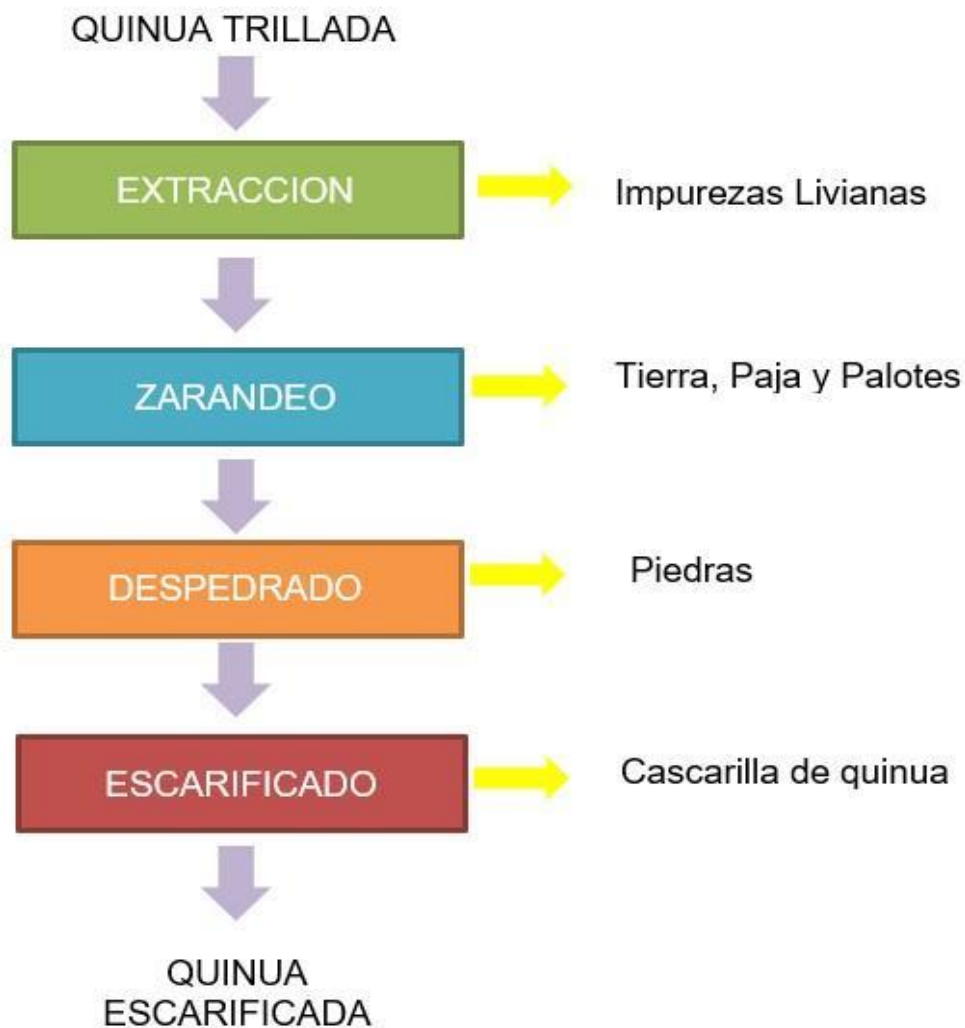 QUINUA TRILLADA
EXTRACCION
Impurezas Livianas
ZARANDEO
Tierra, Paja y Palotes
DESPEDRADO
Piedras
ESCARIFICADO
Cascarilla de quinua
QUINUA
ESCARIFICADA